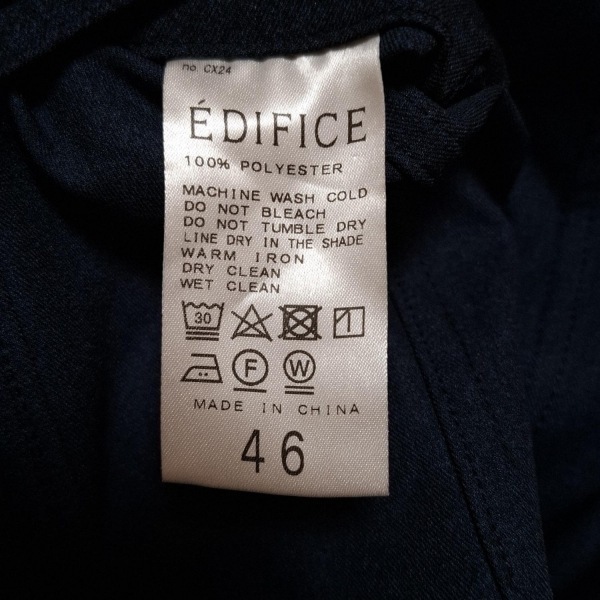 no. CX24
ÉDIFICE
100% POLYESTER
MACHINE WASH COLD
DO NOT BLEACH
DO NOT TUMBLE DRY
LINE DRY IN THE SHADE
WARM IRON
DRY CLEAN
WET CLEAN
30
F W
MADE IN CHINA
46